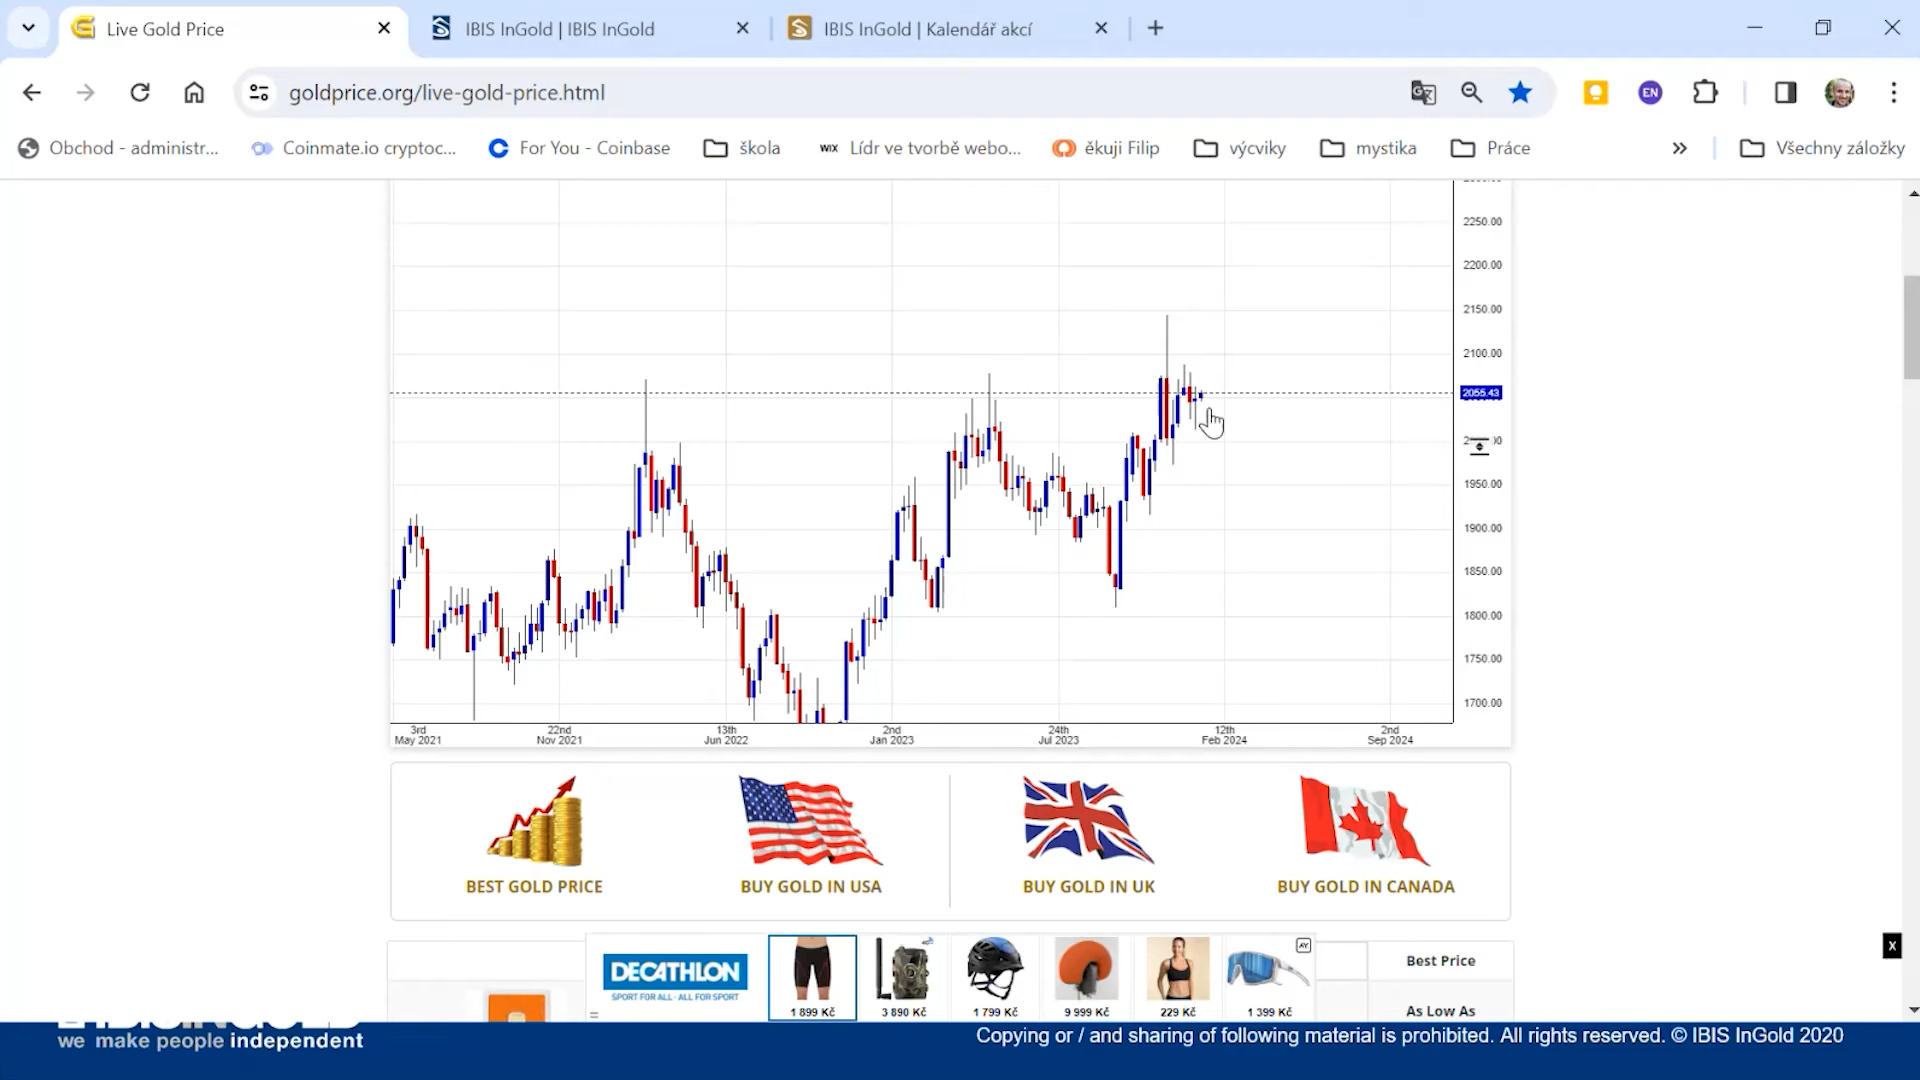 Live Gold Price
IBIS InGold | IBIS InGold
IBIS InGold | Kalendář akcí
goldprice.org/live-gold-price.html
EN
Obchod - administr...
Coinmate.io cryptoc...
For You - Coinbase
škola
WIX
Lídr ve tvorbě webo...
ěkuji Filip
výcviky
mystika
Práce
Všechny záložky
2250.00
2200.00
2150.00
2100.00
2055.43
1950.00
1900.00
1850.00
1800.00
1750.00
1700.00
3rd
May 2021
22nd
Nov 2021
13th
Jun 2022
2nd
Jan 2023
24th
Jul 2023
12th
Feb 2024
2nd
Sep 2024
BEST GOLD PRICE
BUY GOLD IN USA
BUY GOLD IN UK
BUY GOLD IN CANADA
DECATHLON
SPORT FOR ALL - ALL FOR SPORT
1 899 Kč
3 890 Kč
1 799 Kč
9 999 Kč
229 Kč
1 399 Kč
Best Price
As Low As
X
we make people independent
Copying or / and sharing of following material is prohibited. All rights reserved. © IBIS InGold 2020